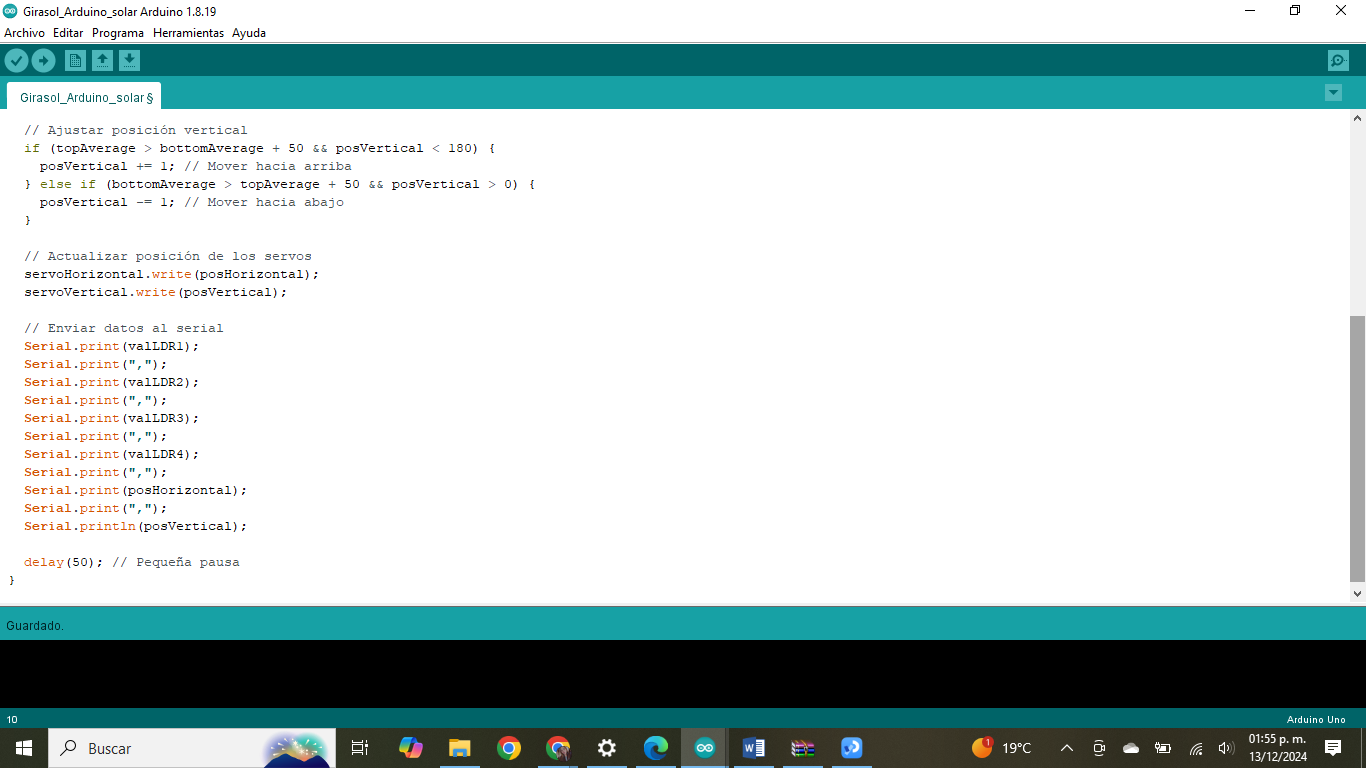 Girasol_Arduino_solar Arduino 1.8.19
Archivo Editar Programa Herramientas Ayuda
Girasol_Arduino_solar §
// Ajustar posición vertical
if (topAverage > bottomAverage + 50 && posVertical < 180) {
posVertical += 1; // Mover hacia arriba
} else if (bottomAverage > topAverage + 50 && posVertical > 0) {
posVertical -= 1; // Mover hacia abajo
}
// Actualizar posición de los servos
servoHorizontal.write(posHorizontal);
servoVertical.write(posVertical);
// Enviar datos al serial
Serial.print(valLDR1);
Serial.print(",");
Serial.print(valLDR2);
Serial.print(",");
Serial.print(valLDR3);
Serial.print(",");
Serial.print(valLDR4);
Serial.print(",");
Serial.print(posHorizontal);
Serial.print(",");
Serial.println(posVertical);
delay(50); // Pequeña pausa
}
Guardado.
10 Arduino Uno
Buscar 1 19°C 01:55 p. m.
13/12/2024